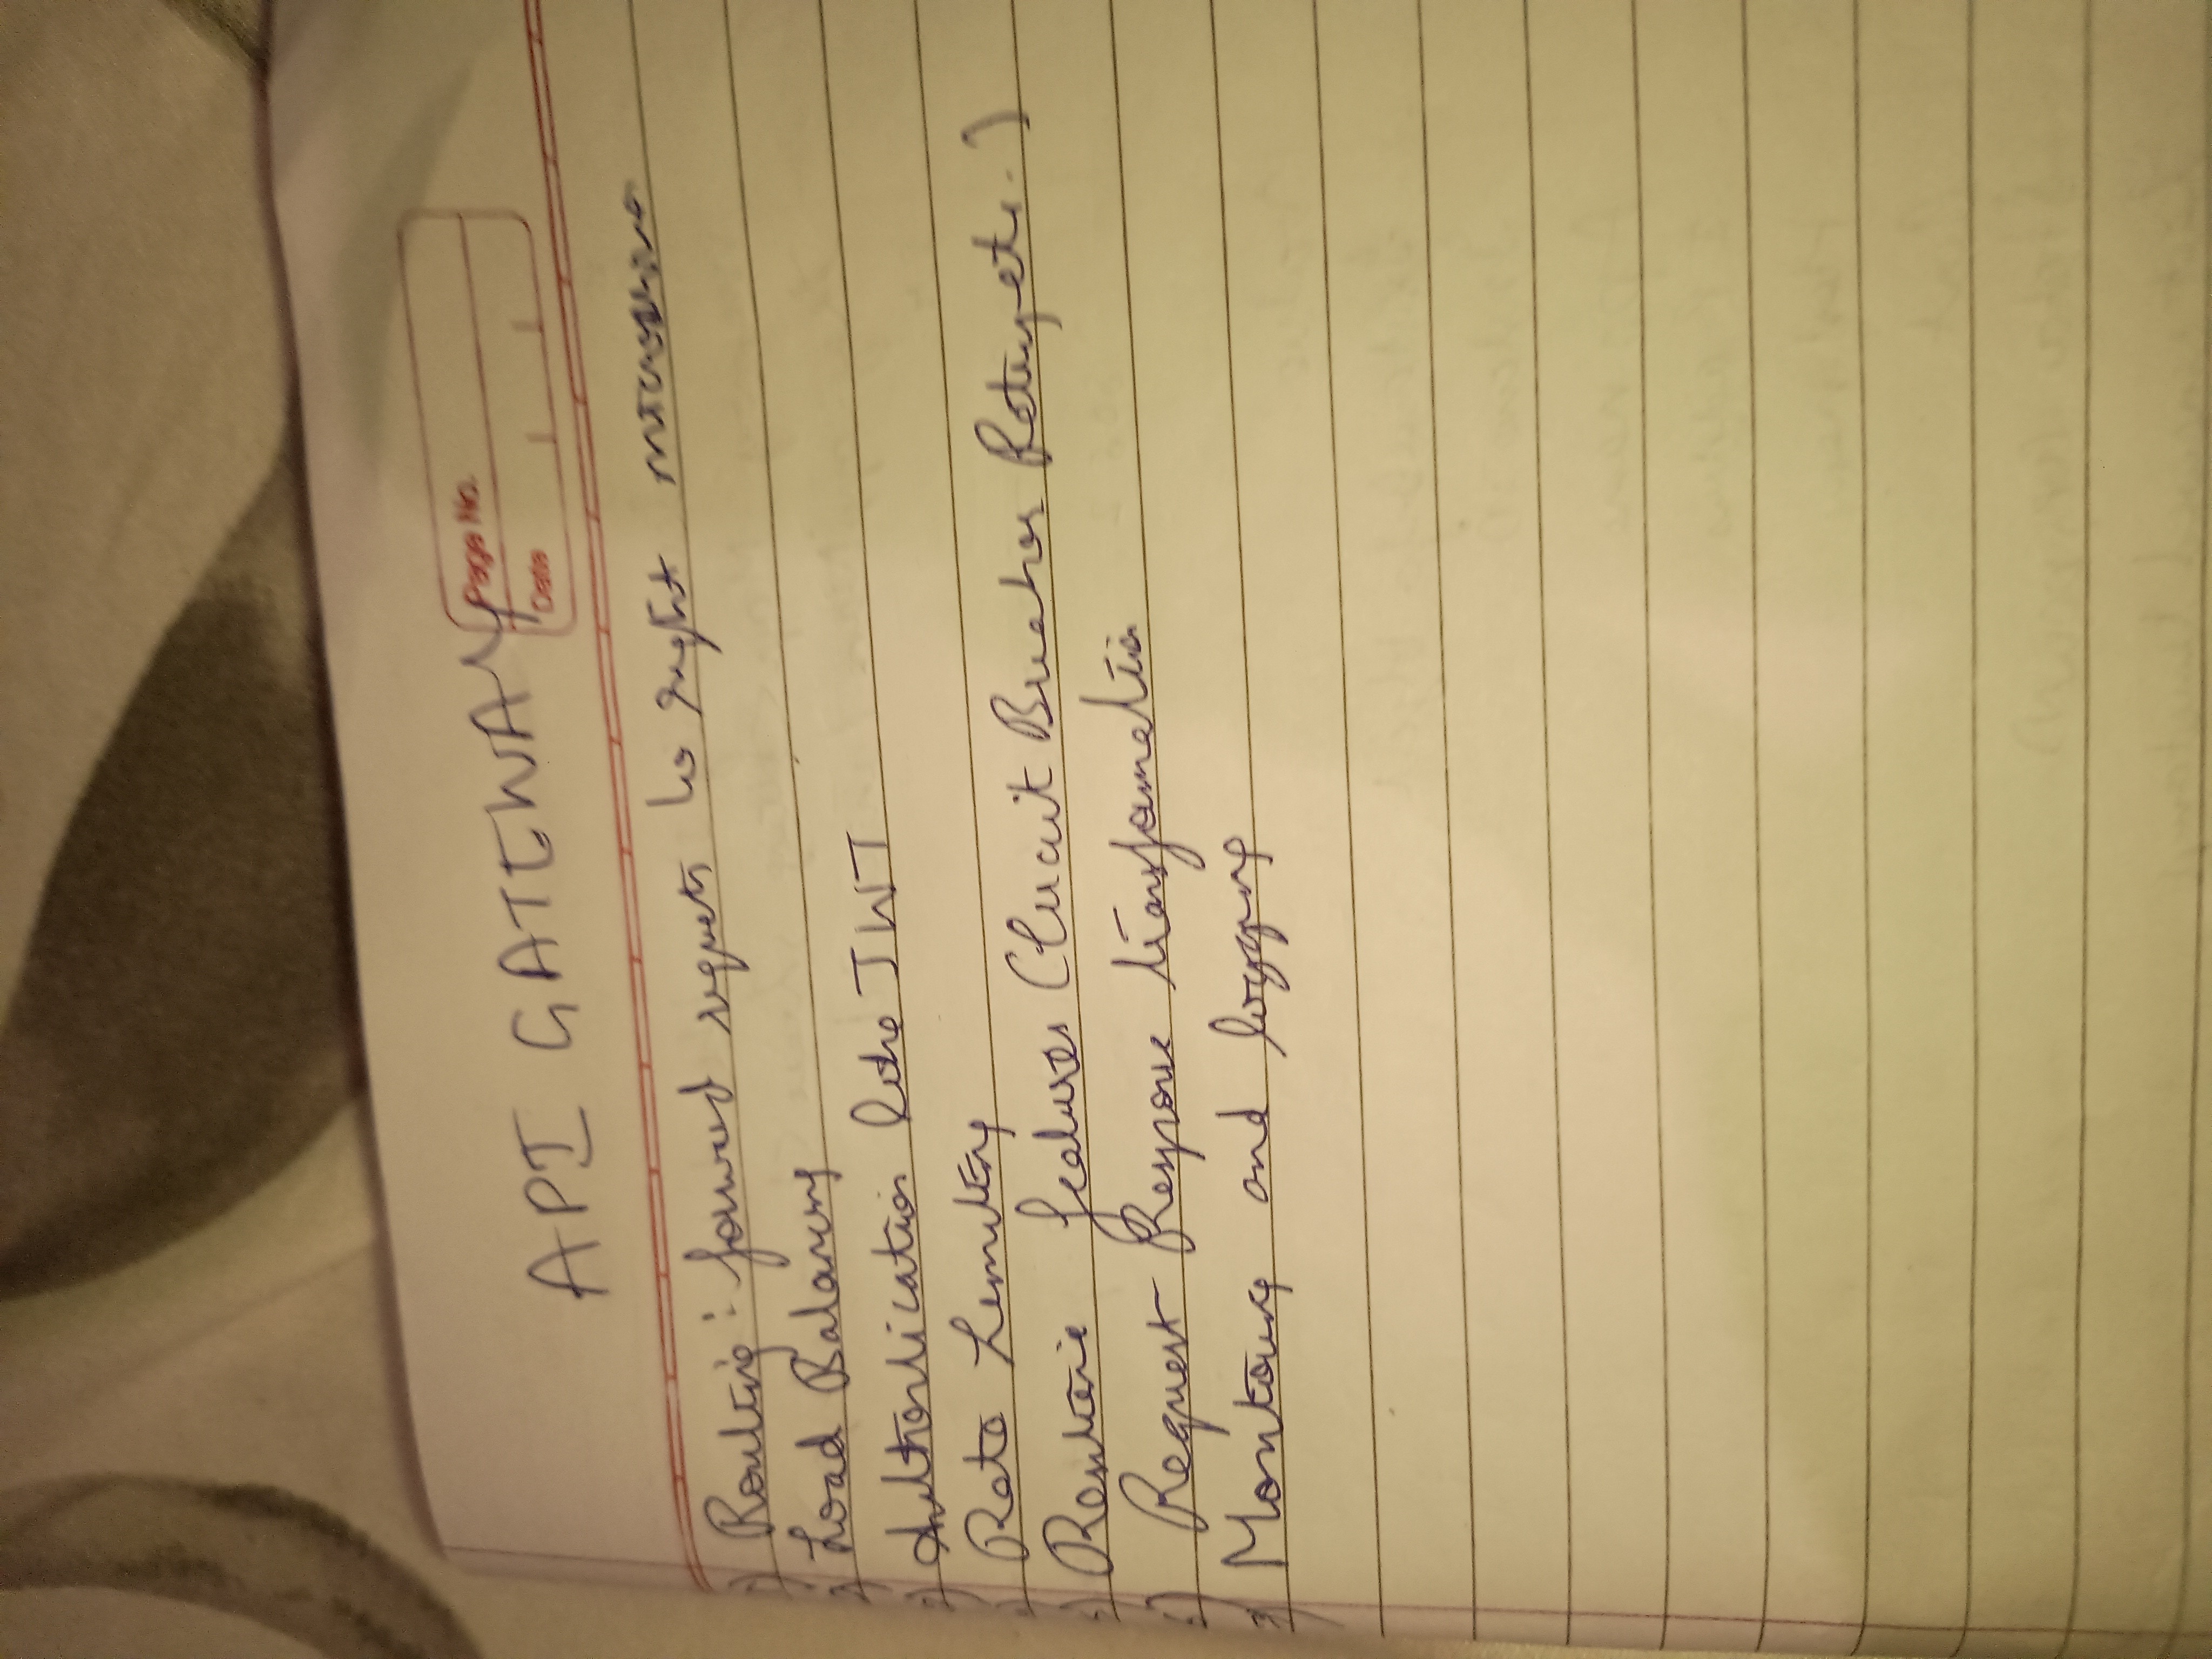 API GATEWAY
Page No.
Date
1) Routing: forward requests to right microservice
2) Load Balancing
3) Authentication like JWT
4) Rate Limiting
5) features (Circuit Breaker Retry etc.)
6) Request Response transformation
7) Monitoring and logging